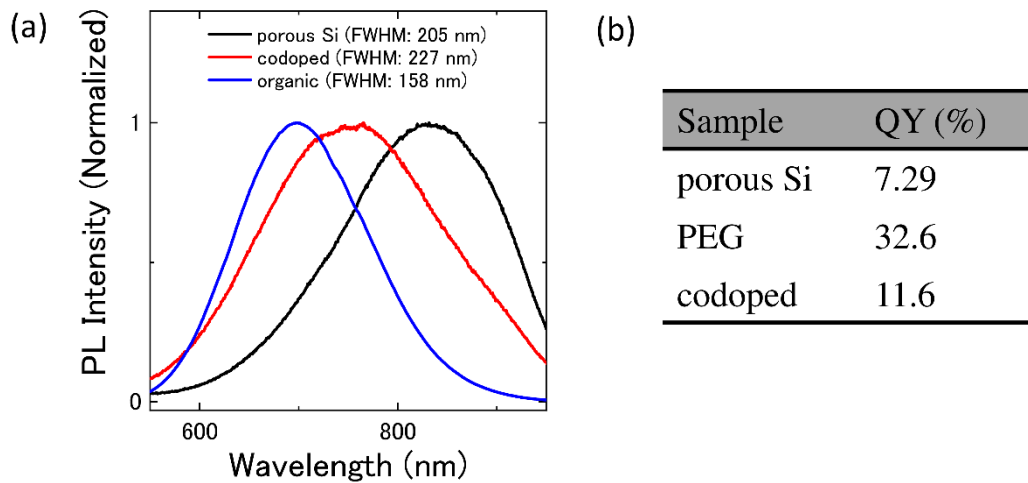 (a)
porous Si (FWHM: 205 nm)
codoped (FWHM: 227 nm)
organic (FWHM: 158 nm)
PL Intensity (Normalized)
1
0
600
800
Wavelength (nm)
(b)
Sample QY (%)
porous Si 7.29
PEG 32.6
codoped 11.6